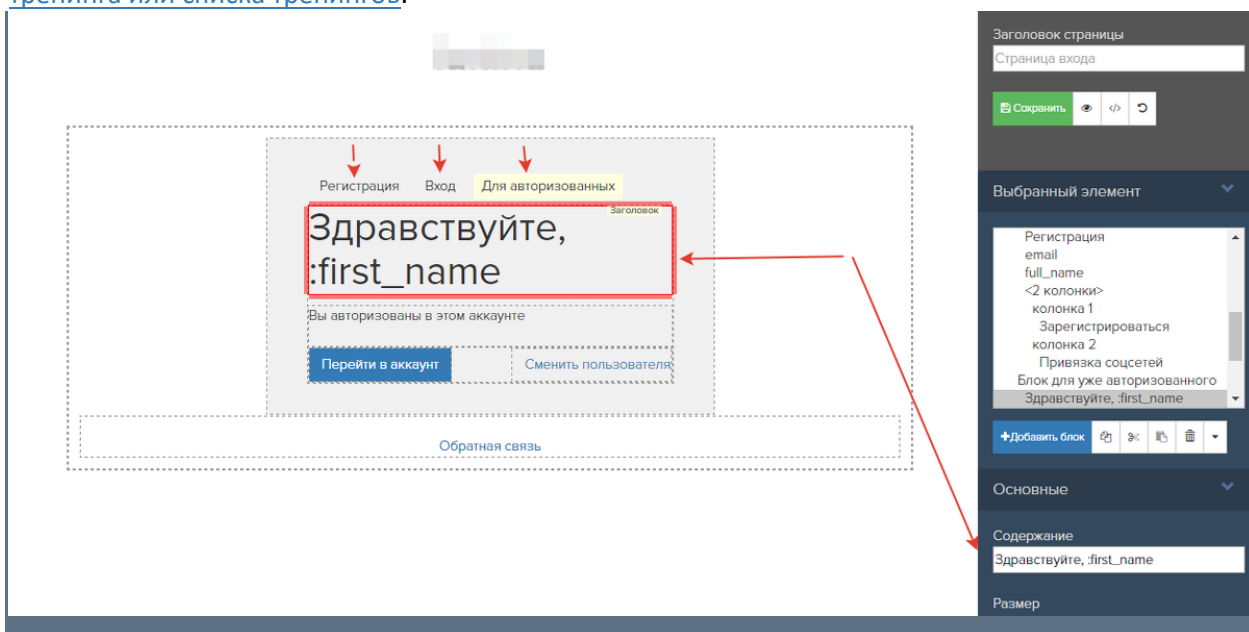 тренинга или списка тренингов.
Заголовок страницы
Страница входа
Сохранить </>
Регистрация Вход Для авторизованных
Заголовок
Здравствуйте,
:first_name
Вы авторизованы в этом аккаунте
Перейти в аккаунт Сменить пользователя
Обратная связь
Выбранный элемент
Регистрация
email
full_name
<2 колонки>
колонка 1
Зарегистрироваться
колонка 2
Привязка соцсетей
Блок для уже авторизованного
Здравствуйте, :first_name
+Добавить блок
Основные
Содержание
Здравствуйте, :first_name
Размер